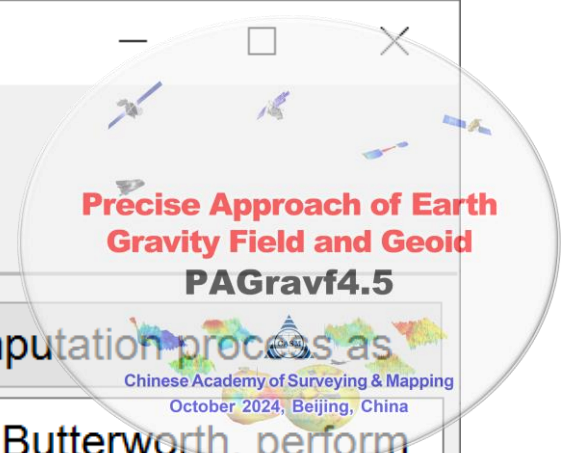 Precise Approach of Earth
Gravity Field and Geoid
PAGravf4.5
mputation process as
Chinese Academy of Surveying & Mapping
October 2024, Beijing, China
Butterworth, perform